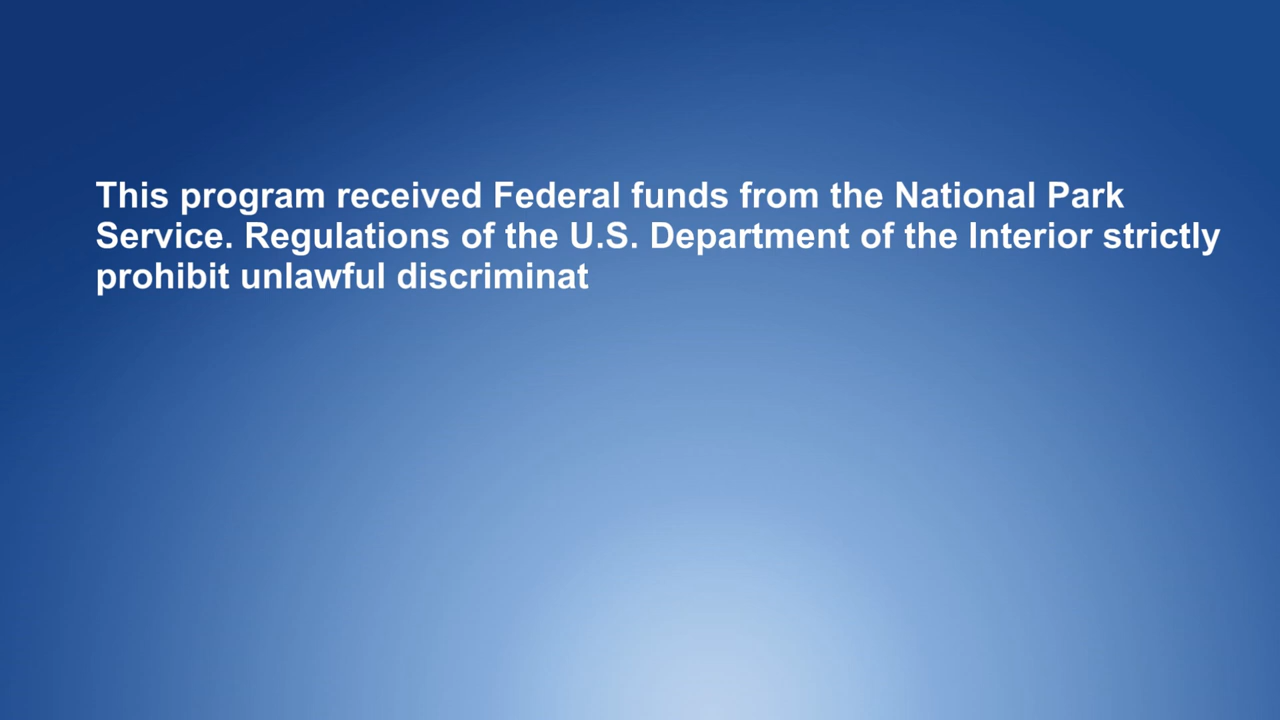 This program received Federal funds from the National Park
Service. Regulations of the U.S. Department of the Interior strictly
prohibit unlawful discriminat